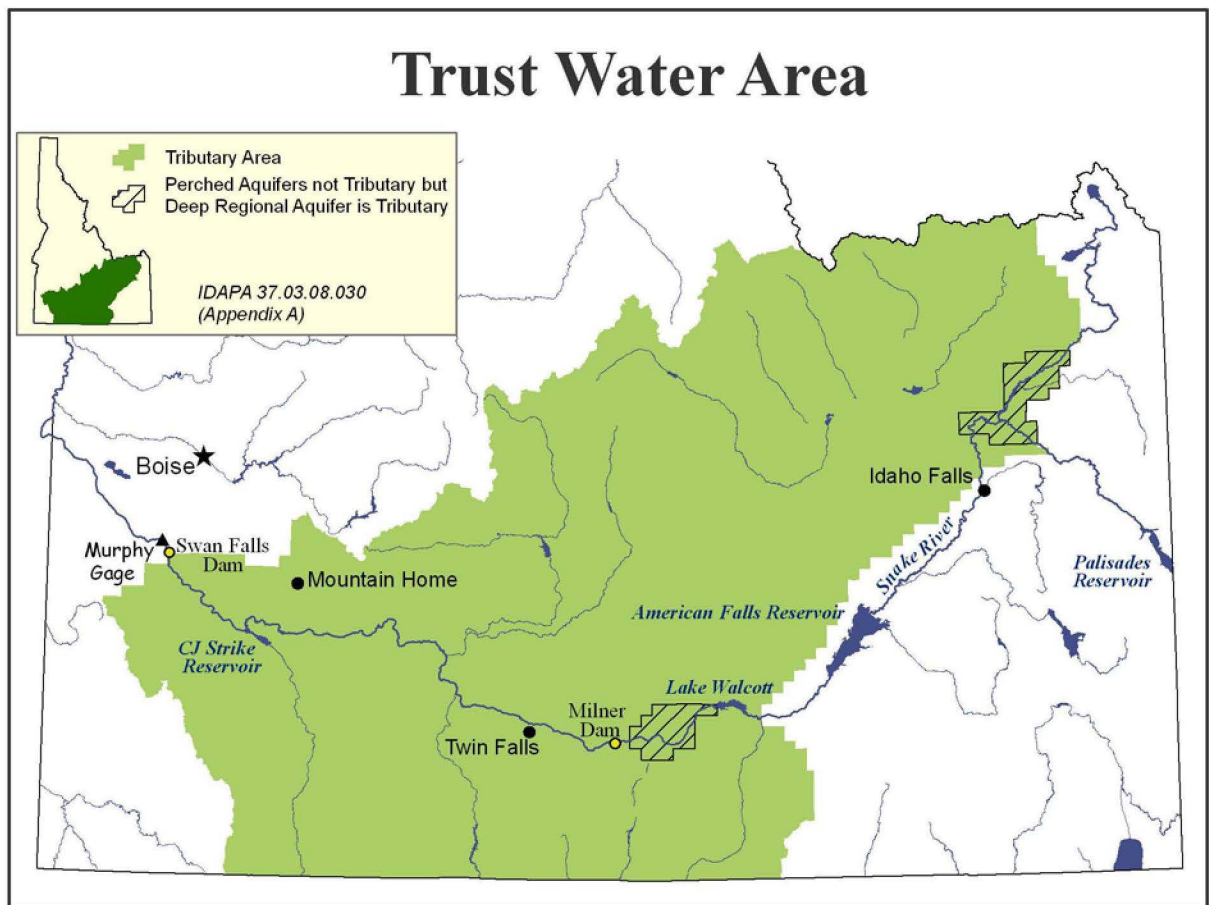 Trust Water Area
Tributary Area
Perched Aquifers not Tributary but
Deep Regional Aquifer is Tributary
IDAPA 37.03.08.030
(Appendix A)
Boise
Idaho Falls
Murphy
Gage
Swan Falls
Dam
Mountain Home
Snake River
Palisades
Reservoir
American Falls Reservoir
CJ Strike
Reservoir
Lake Walcott
Milner
Dam
Twin Falls